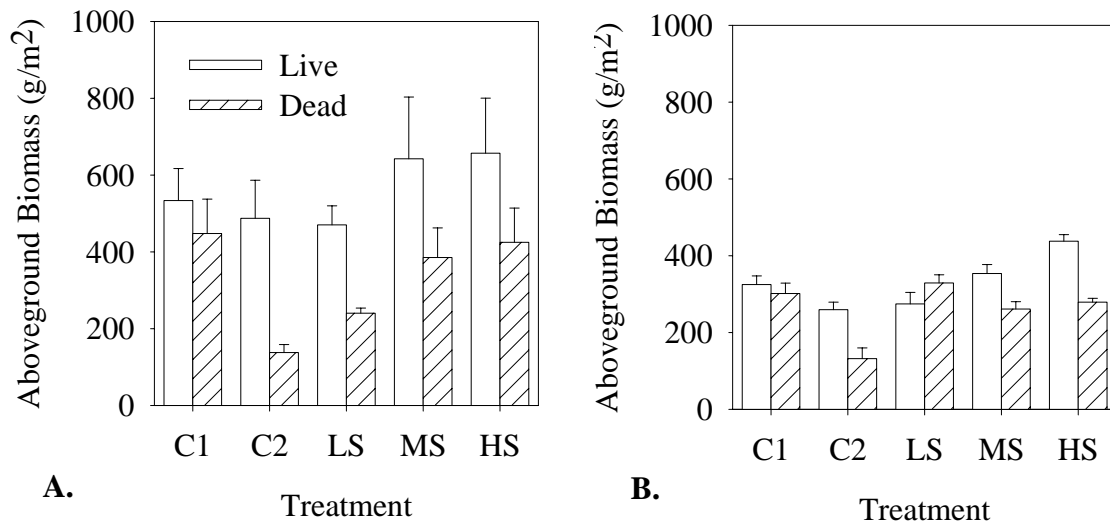 Aboveground Biomass (g/m²)
1000
800
600
400
200
0
Live
Dead
C1 C2 LS MS HS
A.
Treatment
Aboveground Biomass (g/m²)
1000
800
600
400
200
0
C1 C2 LS MS HS
B.
Treatment